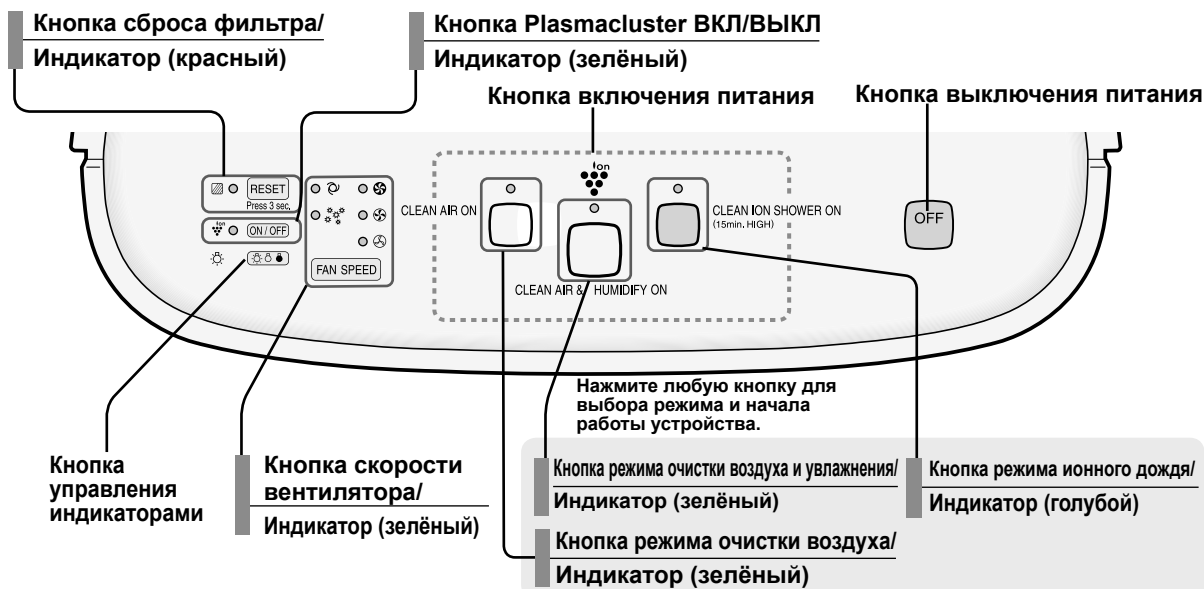 Кнопка сброса фильтра/
Индикатор (красный)
Кнопка Plasmacluster ВКЛ/ВЫКЛ
Индикатор (зелёный)
Кнопка включения питания
Кнопка выключения питания
RESET
Press 3 sec.
Ion
ON / OFF
FAN SPEED
CLEAN AIR ON
Ion
CLEAN AIR & HUMIDIFY ON
CLEAN ION SHOWER ON
(15min. HIGH)
OFF
Нажмите любую кнопку для
выбора режима и начала
работы устройства.
Кнопка
управления
индикаторами
Кнопка скорости
вентилятора/
Индикатор (зелёный)
Кнопка режима очистки воздуха и увлажнения/
Индикатор (зелёный)
Кнопка режима ионного дождя/
Индикатор (голубой)
Кнопка режима очистки воздуха/
Индикатор (зелёный)